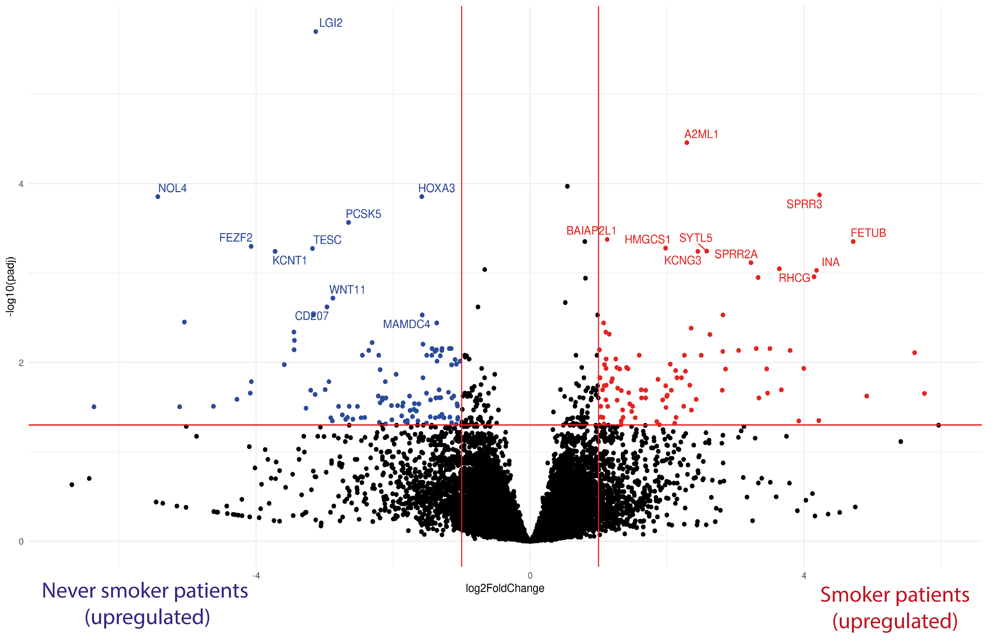 LGI2
A2ML1
4
NOL4
HOXA3
SPRR3
PCSK5
BAIAP2L1
FETUB
FEZF2
TESC
HMGCS1
SYTL5
KCNT1
KCNG3
SPRR2A
INA
RHCG
-log10(padj)
WNT11
CD207
MAMDC4
2
0
-4
0
4
log2FoldChange
Never smoker patients
(upregulated)
Smoker patients
(upregulated)